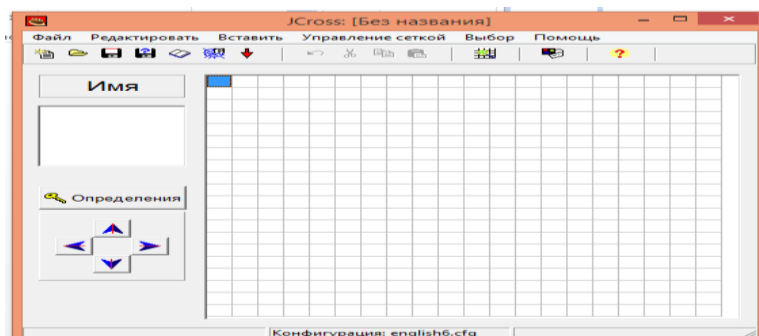 JCross: [Без названия]
Файл Редактировать Вставить Управление сеткой Выбор Помощь
Имя
Определения
Конфигурация: english6.cfg